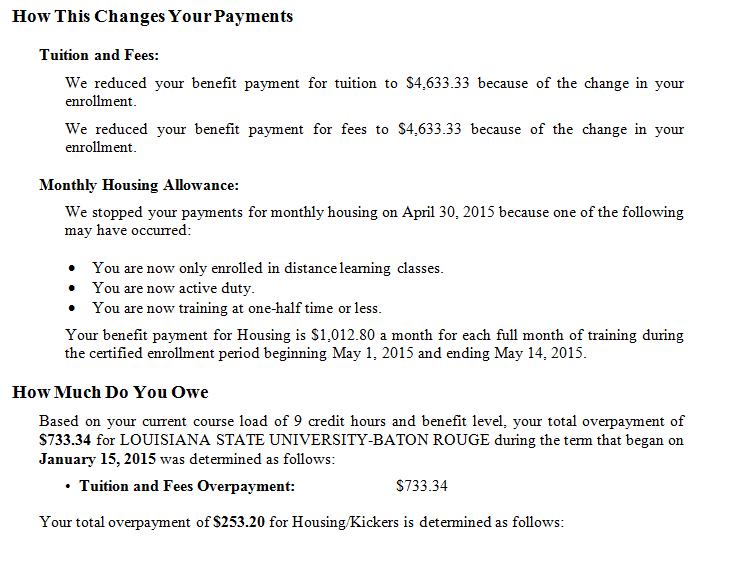 How This Changes Your Payments
Tuition and Fees:
We reduced your benefit payment for tuition to $4,633.33 because of the change in your
enrollment.
We reduced your benefit payment for fees to $4,633.33 because of the change in your
enrollment.
Monthly Housing Allowance:
We stopped your payments for monthly housing on April 30, 2015 because one of the following
may have occurred:
• You are now only enrolled in distance learning classes.
• You are now active duty.
• You are now training at one-half time or less.
Your benefit payment for Housing is $1,012.80 a month for each full month of training during
the certified enrollment period beginning May 1, 2015 and ending May 14, 2015.
How Much Do You Owe
Based on your current course load of 9 credit hours and benefit level, your total overpayment of
$733.34 for LOUISIANA STATE UNIVERSITY-BATON ROUGE during the term that began on
January 15, 2015 was determined as follows:
• Tuition and Fees Overpayment: $733.34
Your total overpayment of $253.20 for Housing/Kickers is determined as follows: